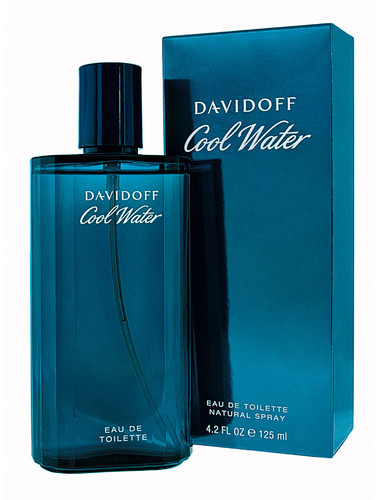 DAVIDOFF
Cool Water
EAU DE
TOILETTE
DAVIDOFF
Cool Water
EAU DE TOILETTE
NATURAL SPRAY
4.2 FL OZ ℮ 125 ml